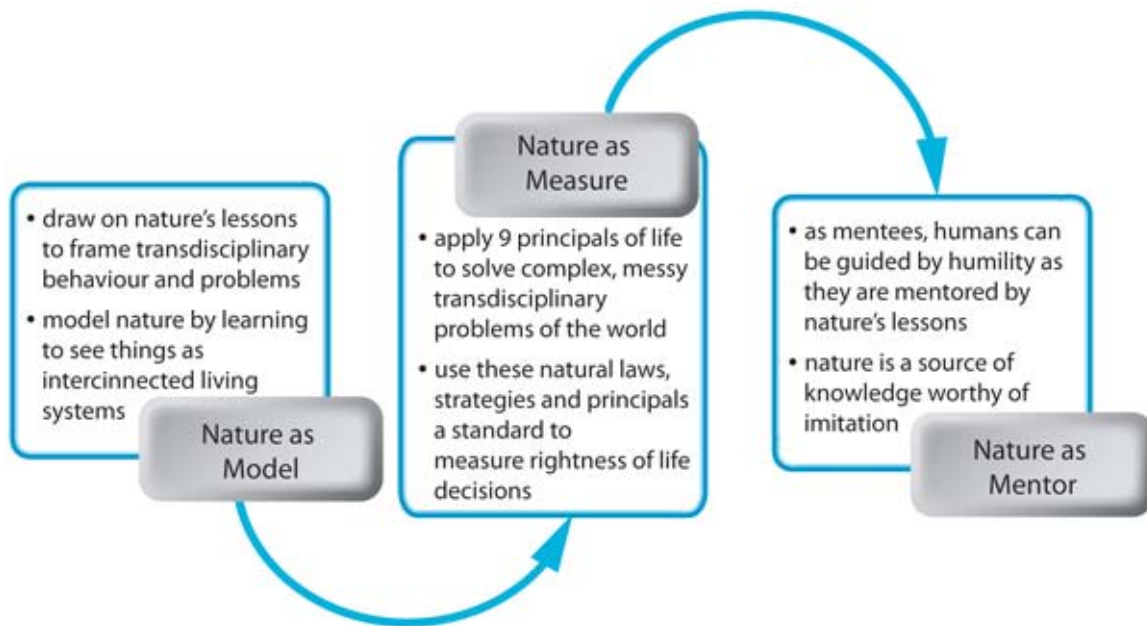 • draw on nature's lessons
to frame transdisciplinary
behaviour and problems
• model nature by learning
to see things as
intercinnected living
systems
Nature as
Model
Nature as
Measure
• apply 9 principals of life
to solve complex, messy
transdisciplinary
problems of the world
• use these natural laws,
strategies and principals
a standard to
measure rightness of life
decisions
• as mentees, humans can
be guided by humility as
they are mentored by
nature's lessons
• nature is a source of
knowledge worthy of
imitation
Nature as
Mentor